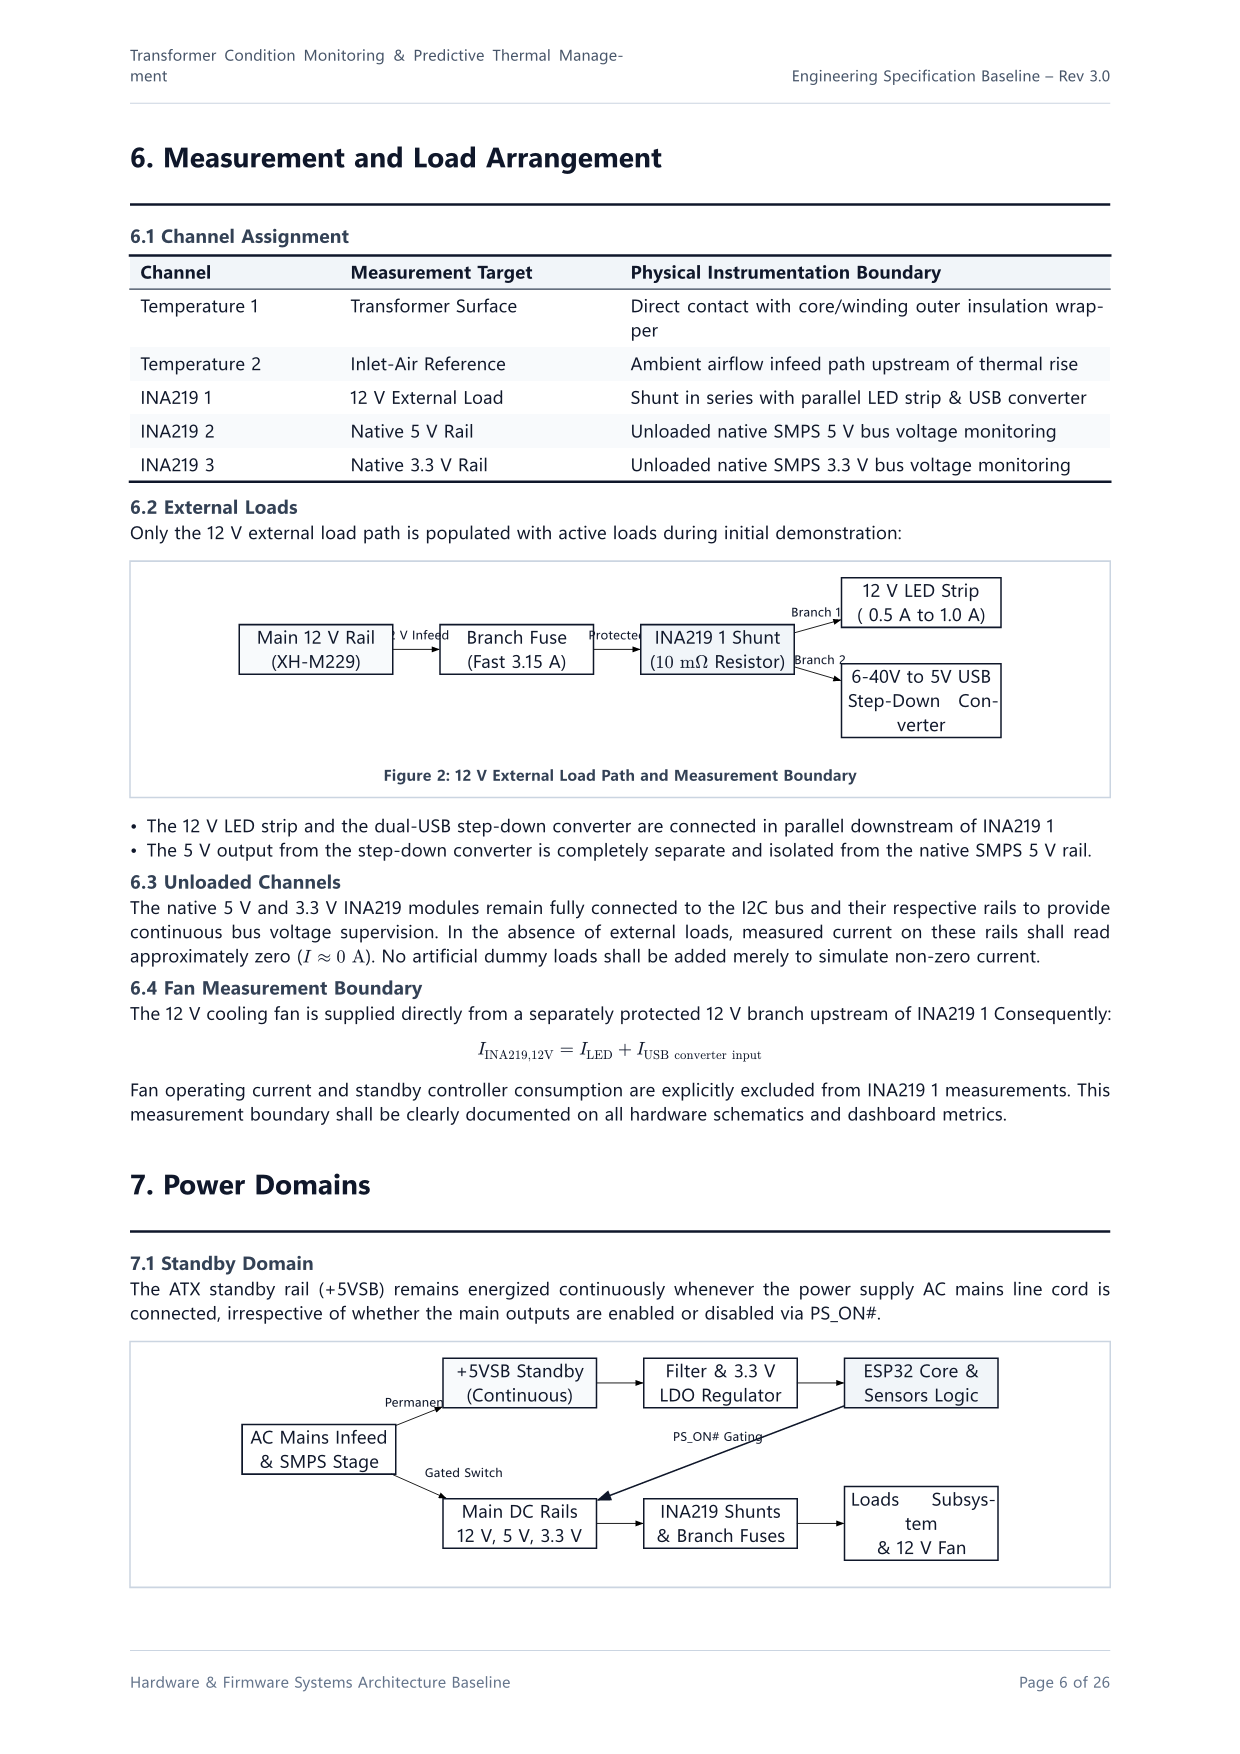 Transformer Condition Monitoring & Predictive Thermal Manage-
ment
Engineering Specification Baseline – Rev 3.0
6. Measurement and Load Arrangement
6.1 Channel Assignment
Channel Measurement Target Physical Instrumentation Boundary
Temperature 1 Transformer Surface Direct contact with core/winding outer insulation wrap-
per
Temperature 2 Inlet-Air Reference Ambient airflow infeed path upstream of thermal rise
INA219 1 12 V External Load Shunt in series with parallel LED strip & USB converter
INA219 2 Native 5 V Rail Unloaded native SMPS 5 V bus voltage monitoring
INA219 3 Native 3.3 V Rail Unloaded native SMPS 3.3 V bus voltage monitoring
6.2 External Loads
Only the 12 V external load path is populated with active loads during initial demonstration:
Main 12 V Rail
(XH-M229)
V Infeed
Branch Fuse
(Fast 3.15 A)
Protected
INA219 1 Shunt
(10 mΩ Resistor)
Branch 1
12 V LED Strip
( 0.5 A to 1.0 A)
Branch 2
6-40V to 5V USB
Step-Down Con-
verter
Figure 2: 12 V External Load Path and Measurement Boundary
• The 12 V LED strip and the dual-USB step-down converter are connected in parallel downstream of INA219 1
• The 5 V output from the step-down converter is completely separate and isolated from the native SMPS 5 V rail.
6.3 Unloaded Channels
The native 5 V and 3.3 V INA219 modules remain fully connected to the I2C bus and their respective rails to provide
continuous bus voltage supervision. In the absence of external loads, measured current on these rails shall read
approximately zero (I ≈ 0 A). No artificial dummy loads shall be added merely to simulate non-zero current.
6.4 Fan Measurement Boundary
The 12 V cooling fan is supplied directly from a separately protected 12 V branch upstream of INA219 1 Consequently:
I_INA219,12V = I_LED + I_USB converter input
Fan operating current and standby controller consumption are explicitly excluded from INA219 1 measurements. This
measurement boundary shall be clearly documented on all hardware schematics and dashboard metrics.
7. Power Domains
7.1 Standby Domain
The ATX standby rail (+5VSB) remains energized continuously whenever the power supply AC mains line cord is
connected, irrespective of whether the main outputs are enabled or disabled via PS_ON#.
AC Mains Infeed
& SMPS Stage
Permanen
+5VSB Standby
(Continuous)
Filter & 3.3 V
LDO Regulator
ESP32 Core &
Sensors Logic
PS_ON# Gating
Gated Switch
Main DC Rails
12 V, 5 V, 3.3 V
INA219 Shunts
& Branch Fuses
Loads Subsys-
tem
& 12 V Fan
Hardware & Firmware Systems Architecture Baseline
Page 6 of 26